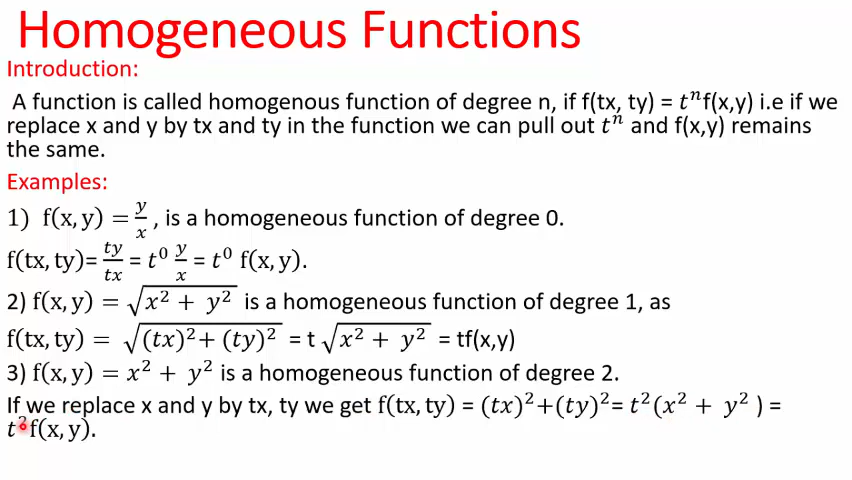 Homogeneous Functions
Introduction:
A function is called homogenous function of degree n, if f(tx, ty) = tⁿf(x,y) i.e if we
replace x and y by tx and ty in the function we can pull out tⁿ and f(x,y) remains
the same.
Examples:
1) f(x, y) = y/x , is a homogeneous function of degree 0.
f(tx, ty)= ty/tx = t⁰ y/x = t⁰ f(x, y).
2) f(x, y) = √(x² + y²) is a homogeneous function of degree 1, as
f(tx, ty) = √((tx)²+ (ty)²) = t √(x² + y²) = tf(x,y)
3) f(x, y) = x² + y² is a homogeneous function of degree 2.
If we replace x and y by tx, ty we get f(tx, ty) = (tx)²+(ty)²= t²(x² + y² ) =
t²f(x, y).